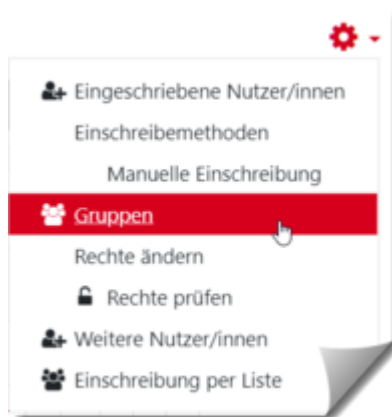 Eingeschriebene Nutzer/innen
Einschreibemethoden
Manuelle Einschreibung
Gruppen
Rechte ändern
Rechte prüfen
Weitere Nutzer/innen
Einschreibung per Liste